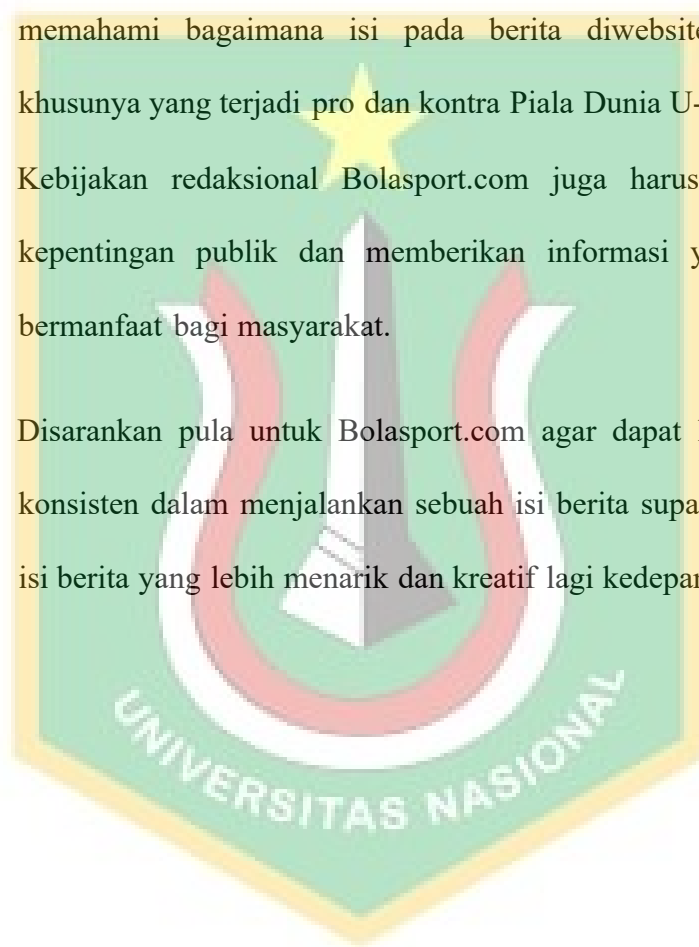 memahami bagaimana isi pada berita diwebsite
khusunya yang terjadi pro dan kontra Piala Dunia U-
Kebijakan redaksional Bolasport.com juga harus
kepentingan publik dan memberikan informasi y
bermanfaat bagi masyarakat.
Disarankan pula untuk Bolasport.com agar dapat
konsisten dalam menjalankan sebuah isi berita supa
isi berita yang lebih menarik dan kreatif lagi kedepan
UNIVERSITAS NASIONAL